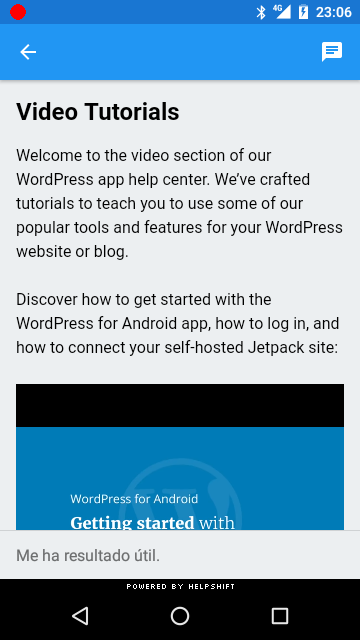 4G 23:06
Video Tutorials
Welcome to the video section of our
WordPress app help center. We’ve crafted
tutorials to teach you to use some of our
popular tools and features for your WordPress
website or blog.
Discover how to get started with the
WordPress for Android app, how to log in, and
how to connect your self-hosted Jetpack site:
WordPress for Android
Getting started with
Me ha resultado útil.
POWERED BY HELPSHIFT